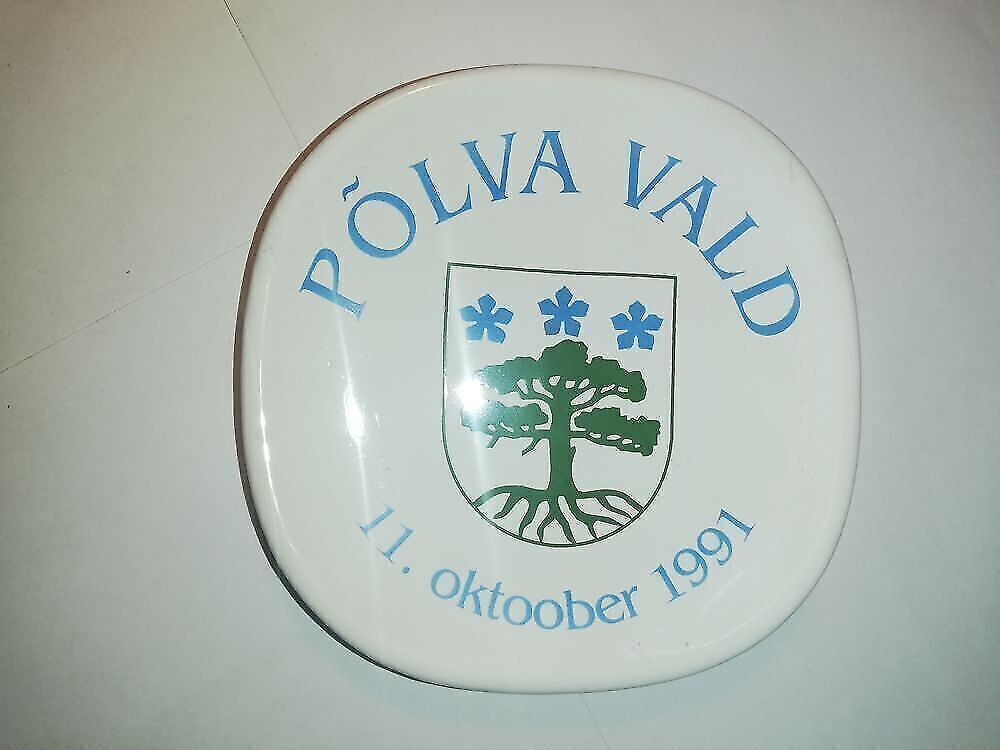 PÕLVA VALD
11. oktoober 1991